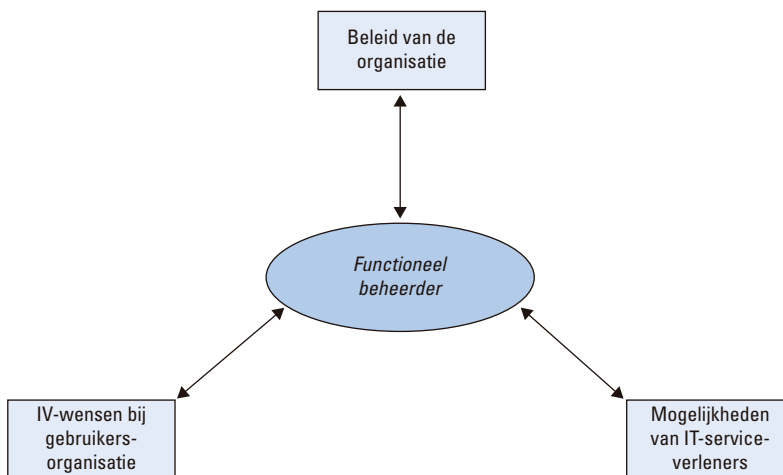 Beleid van de
organisatie
Functioneel
beheerder
IV-wensen bij
gebruikers-
organisatie
Mogelijkheden
van IT-service-
verleners